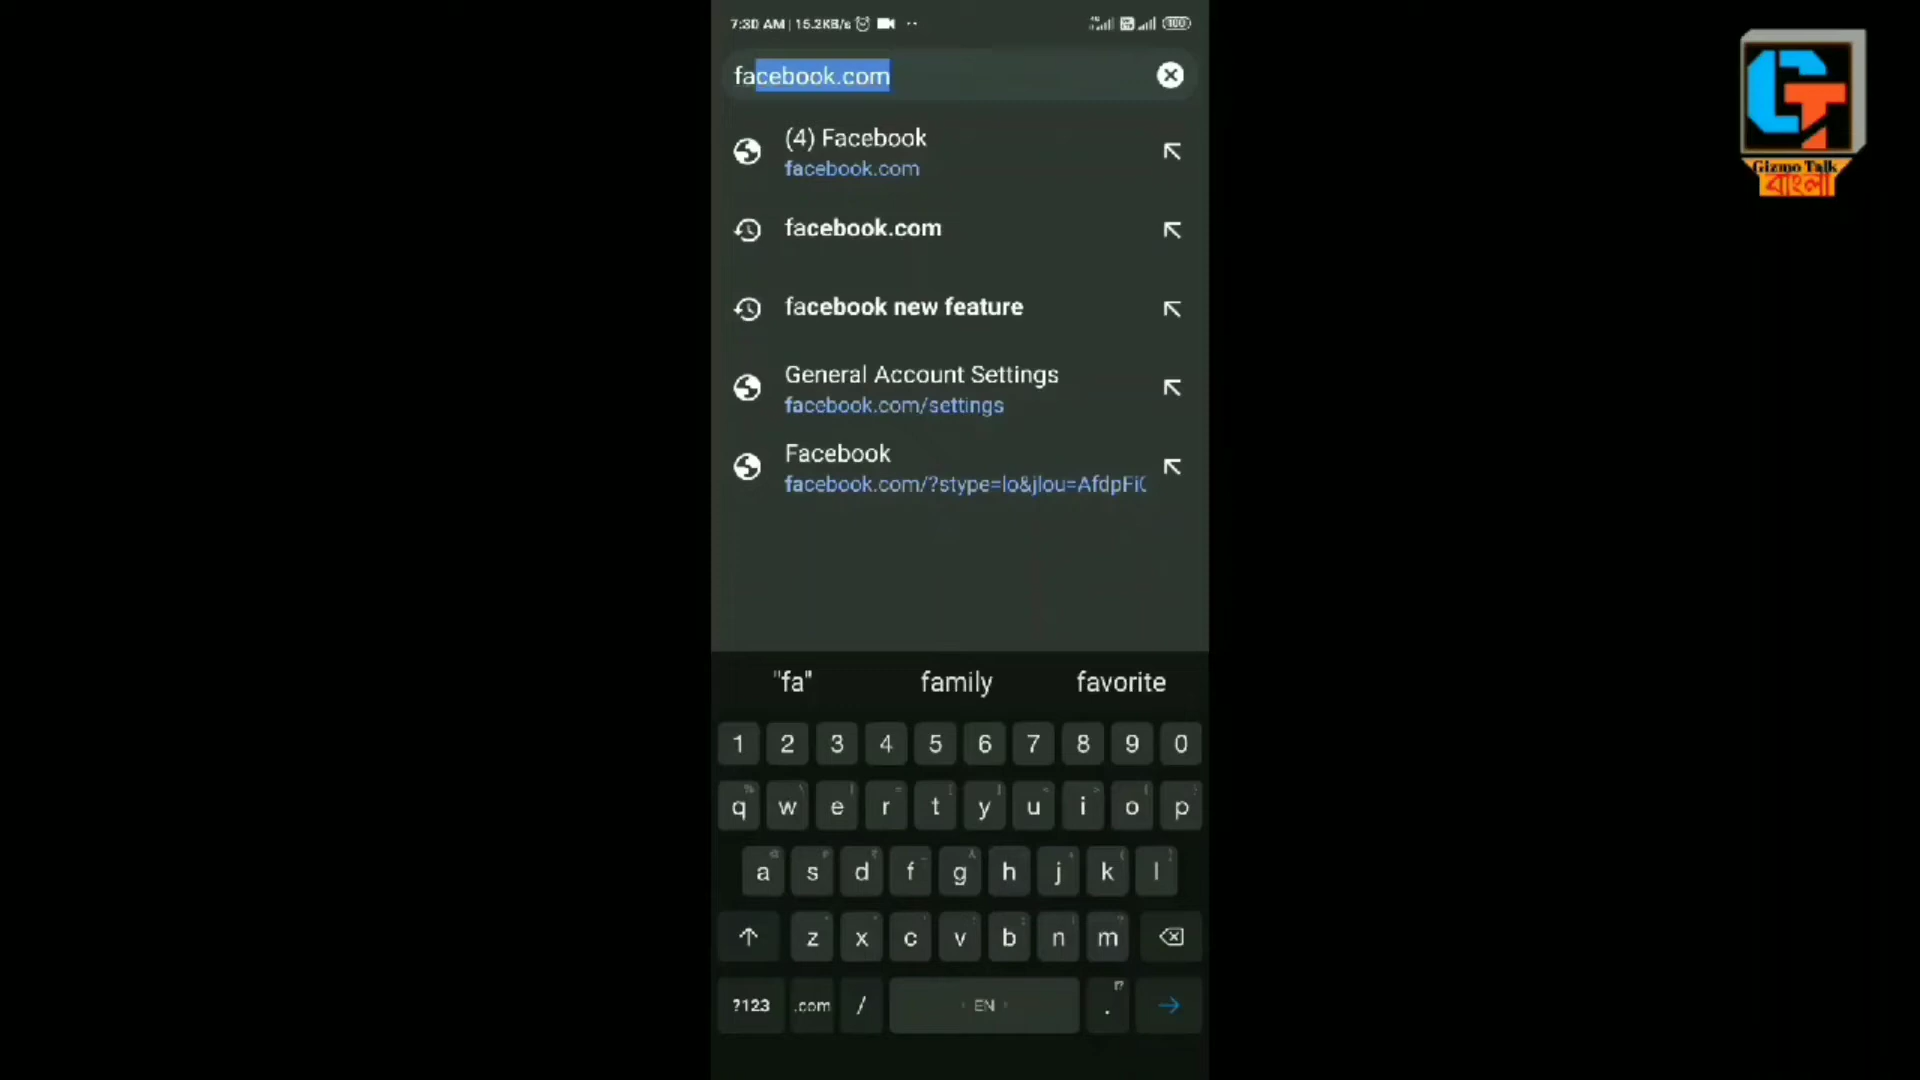 7:30 AM | 15.2KB/s
100
facebook.com
(4) Facebook
facebook.com
facebook.com
facebook new feature
General Account Settings
facebook.com/settings
Facebook
facebook.com/?stype=lo&jlou=AfdpFi
"fa" family favorite
1 2 3 4 5 6 7 8 9 0
q w e r t y u i o p
a s d f g h j k l
z x c v b n m
?123 .com / EN .
GT
Gizmo Talk
বাংলা